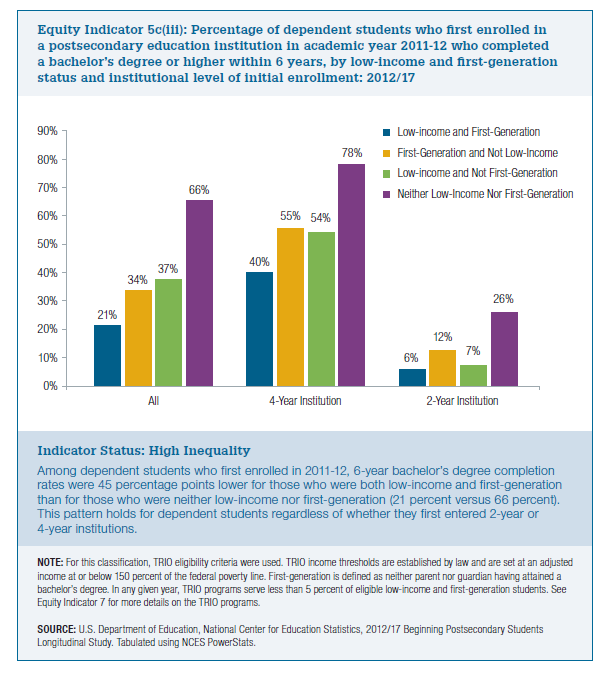 Equity Indicator 5c(iii): Percentage of dependent students who first enrolled in
a postsecondary education institution in academic year 2011-12 who completed
a bachelor's degree or higher within 6 years, by low-income and first-generation
status and institutional level of initial enrollment: 2012/17
90%
80%
70%
60%
50%
40%
30%
20%
10%
0%
Low-income and First-Generation
First-Generation and Not Low-Income
Low-income and Not First-Generation
Neither Low-Income Nor First-Generation
21%
34%
37%
66%
40%
55%
54%
78%
6%
12%
7%
26%
All
4-Year Institution
2-Year Institution
Indicator Status: High Inequality
Among dependent students who first enrolled in 2011-12, 6-year bachelor's degree completion
rates were 45 percentage points lower for those who were both low-income and first-generation
than for those who were neither low-income nor first-generation (21 percent versus 66 percent).
This pattern holds for dependent students regardless of whether they first entered 2-year or
4-year institutions.
NOTE: For this classification, TRIO eligibility criteria were used. TRIO income thresholds are established by law and are set at an adjusted
income at or below 150 percent of the federal poverty line. First-generation is defined as neither parent nor guardian having attained a
bachelor's degree. In any given year, TRIO programs serve less than 5 percent of eligible low-income and first-generation students. See
Equity Indicator 7 for more details on the TRIO programs.
SOURCE: U.S. Department of Education, National Center for Education Statistics, 2012/17 Beginning Postsecondary Students
Longitudinal Study. Tabulated using NCES PowerStats.